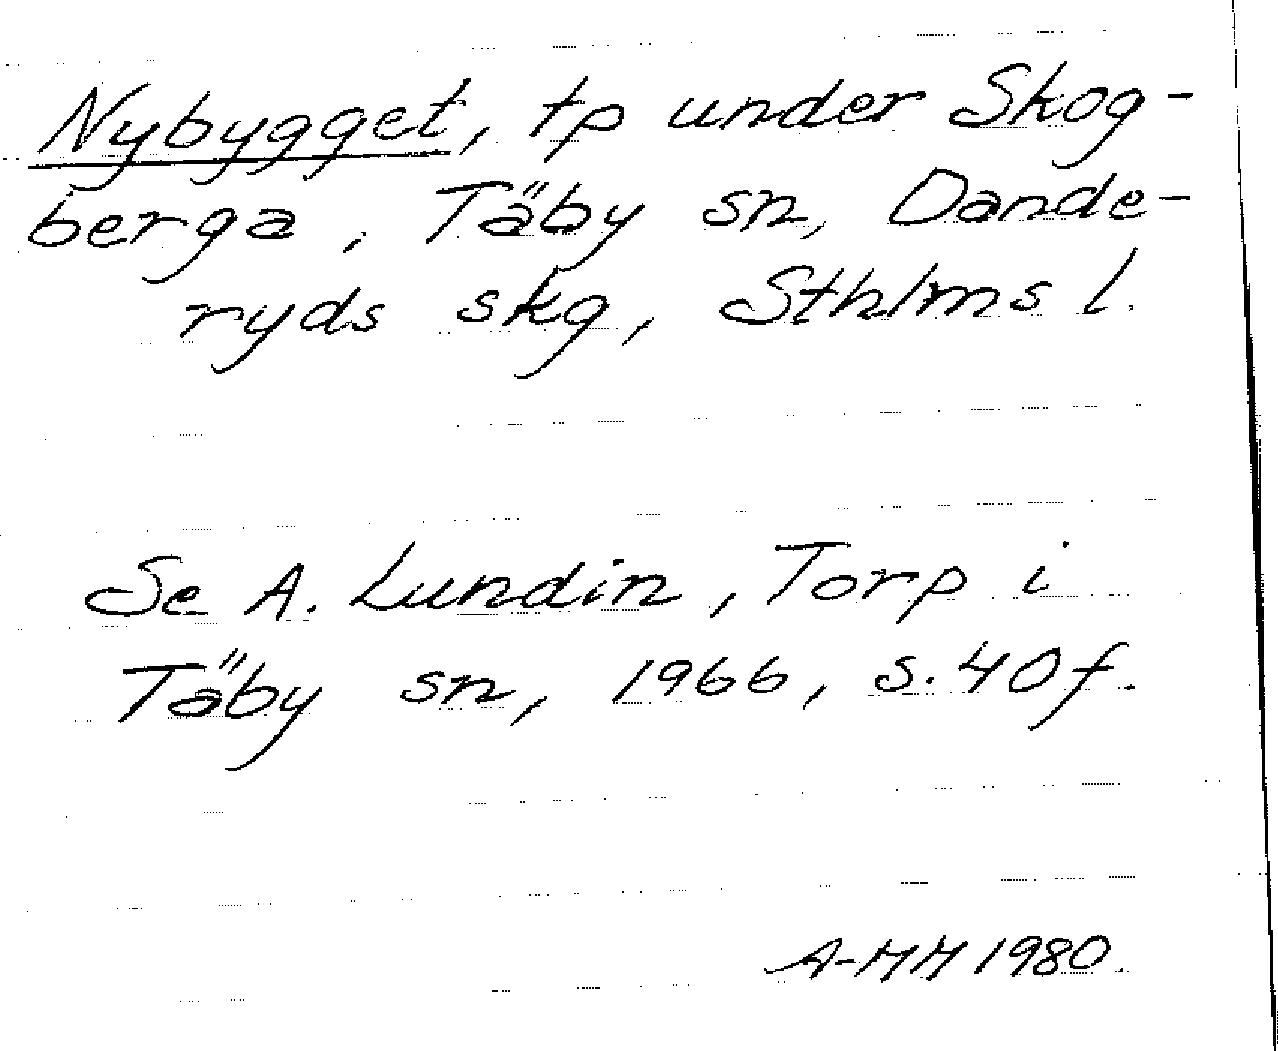 Nybygget, tp under Skog-
berga, Täby sn, Dande-
ryds skg, Sthlms l.
Se A. Lundin, Torp i
Täby sn, 1966, s. 40 f.
A-MH 1980.